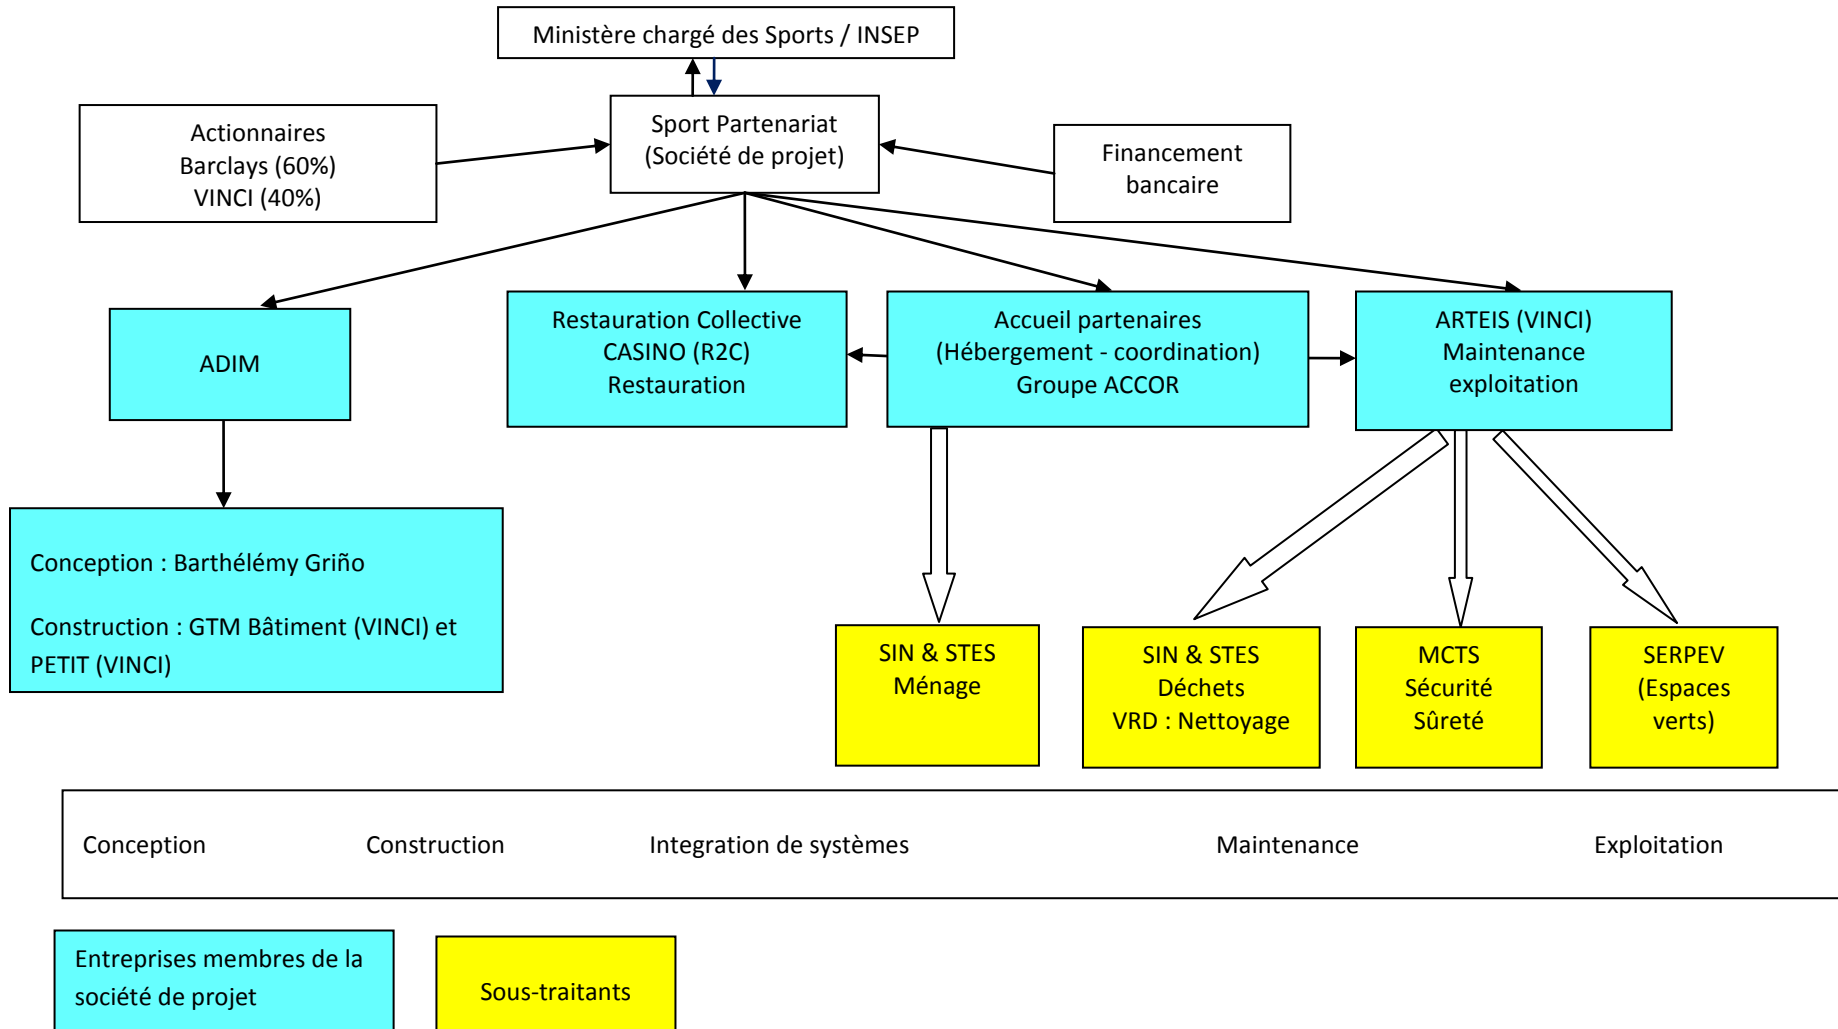 Ministère chargé des Sports / INSEP
Actionnaires
Barclays (60%)
VINCI (40%)
Sport Partenariat
(Société de projet)
Financement
bancaire
ADIM
Restauration Collective
CASINO (R2C)
Restauration
Accueil partenaires
(Hébergement - coordination)
Groupe ACCOR
ARTEIS (VINCI)
Maintenance
exploitation
Conception : Barthélémy Griño
Construction : GTM Bâtiment (VINCI) et
PETIT (VINCI)
SIN & STES
Ménage
SIN & STES
Déchets
VRD : Nettoyage
MCTS
Sécurité
Sûreté
SERPEV
(Espaces
verts)
Conception Construction Integration de systèmes Maintenance Exploitation
Entreprises membres de la
société de projet
Sous-traitants